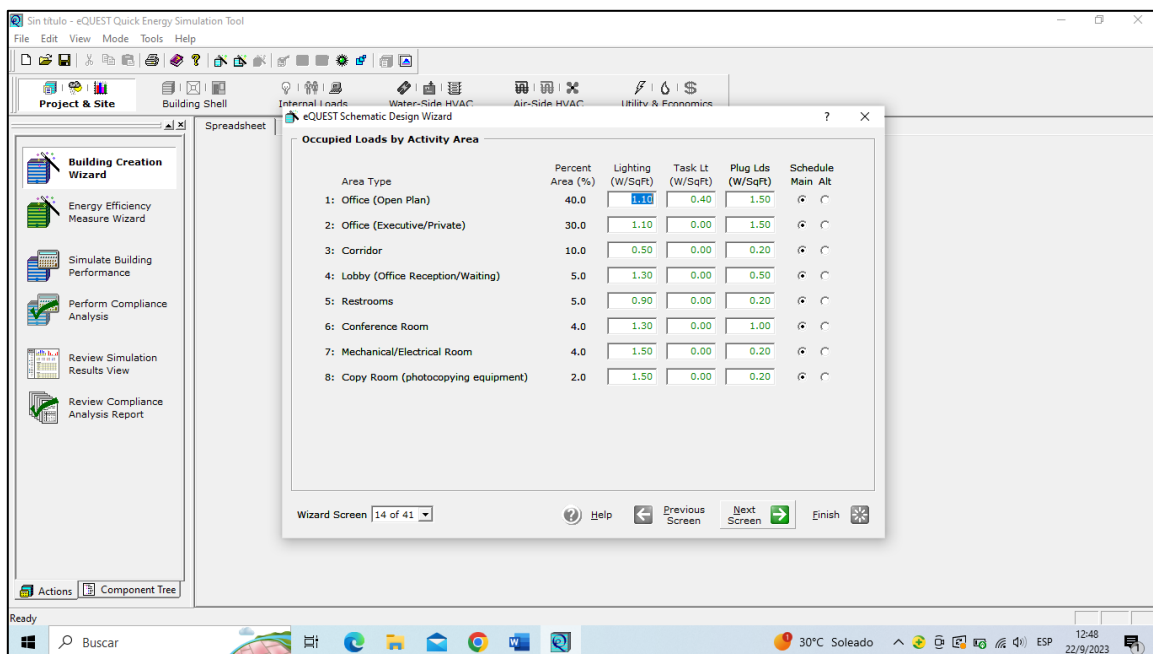 Sin título - eQUEST Quick Energy Simulation Tool
File Edit View Mode Tools Help
Project & Site Building Shell Internal Loads Water-Side HVAC Air-Side HVAC Utility & Economics
Spreadsheet
Building Creation
Wizard
Energy Efficiency
Measure Wizard
Simulate Building
Performance
Perform Compliance
Analysis
Review Simulation
Results View
Review Compliance
Analysis Report
Actions Component Tree
eQUEST Schematic Design Wizard ? X
Occupied Loads by Activity Area
Percent Lighting Task Lt Plug Lds Schedule
Area Type Area (%) (W/SqFt) (W/SqFt) (W/SqFt) Main Alt
1: Office (Open Plan) 40.0 1.10 0.40 1.50
2: Office (Executive/Private) 30.0 1.10 0.00 1.50
3: Corridor 10.0 0.50 0.00 0.20
4: Lobby (Office Reception/Waiting) 5.0 1.30 0.00 0.50
5: Restrooms 5.0 0.90 0.00 0.20
6: Conference Room 4.0 1.30 0.00 1.00
7: Mechanical/Electrical Room 4.0 1.50 0.00 0.20
8: Copy Room (photocopying equipment) 2.0 1.50 0.00 0.20
Wizard Screen 14 of 41 Help Previous Screen Next Screen Finish
Ready
Buscar 30°C Soleado ESP 12:48
22/9/2023